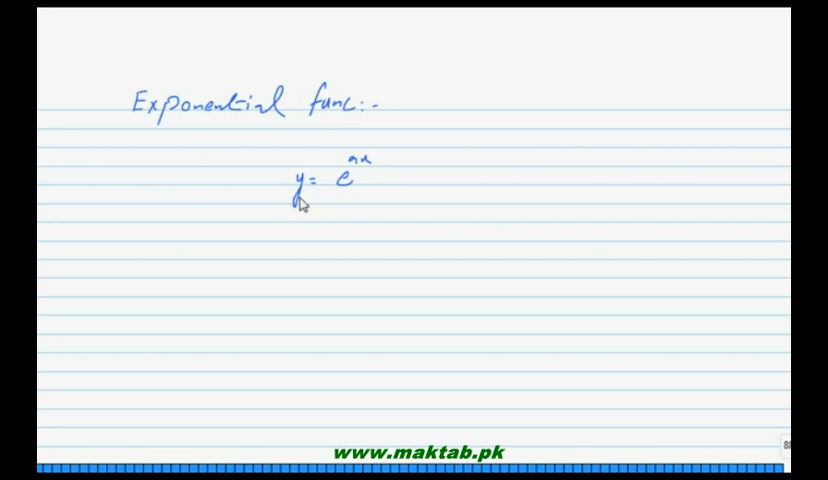 Exponential func:-
y = e^ax
www.maktab.pk